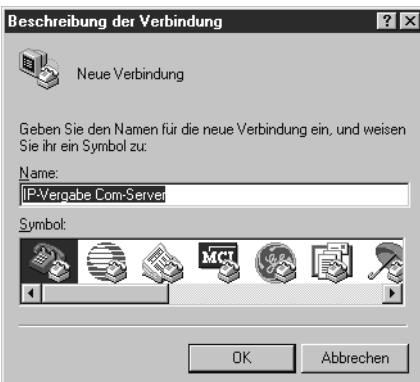 Beschreibung der Verbindung
Neue Verbindung
Geben Sie den Namen für die neue Verbindung ein, und weisen
Sie ihr ein Symbol zu:
Name:
IP-Vergabe Com-Server
Symbol:
MCI
OK
Abbrechen